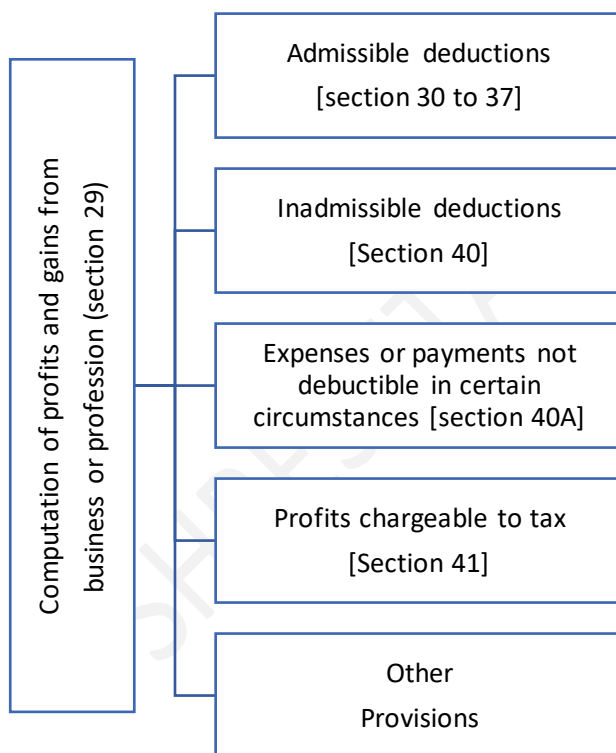 Computation of profits and gains from
business or profession (section 29)
Admissible deductions
[section 30 to 37]
Inadmissible deductions
[Section 40]
Expenses or payments not
debuctible in certain
circumstances [section 40A]
Profits chargeable to tax
[Section 41]
Other
Provisions